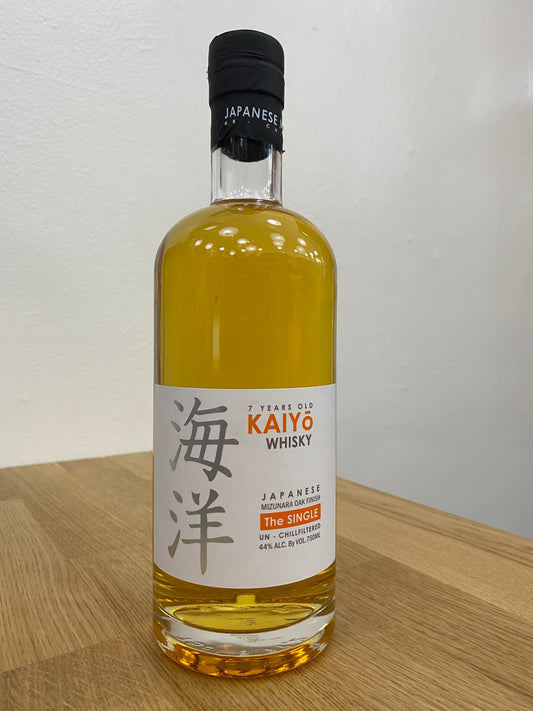 JAPANESE
7 YEARS OLD
KAIYō
WHISKY
海洋
JAPANESE
MIZUNARA OAK FINISH
The SINGLE
UN - CHILLFILTERED
44% ALC. By VOL.750ML